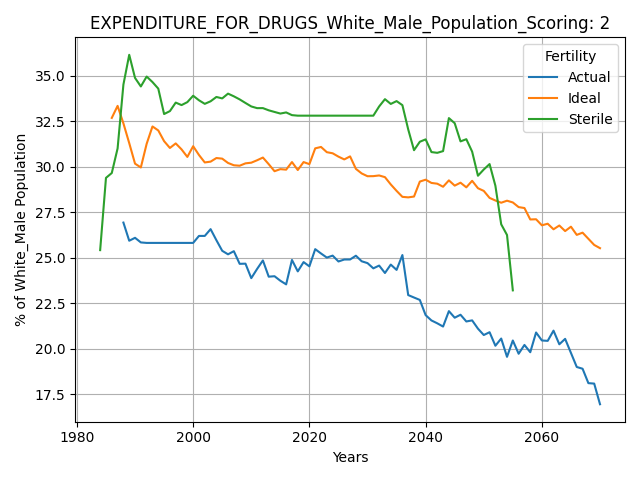 EXPENDITURE_FOR_DRUGS_White_Male_Population_Scoring: 2
Fertility
Actual
Ideal
Sterile
% of White_Male Population
35.0
32.5
30.0
27.5
25.0
22.5
20.0
17.5
1980 2000 2020 2040 2060
Years